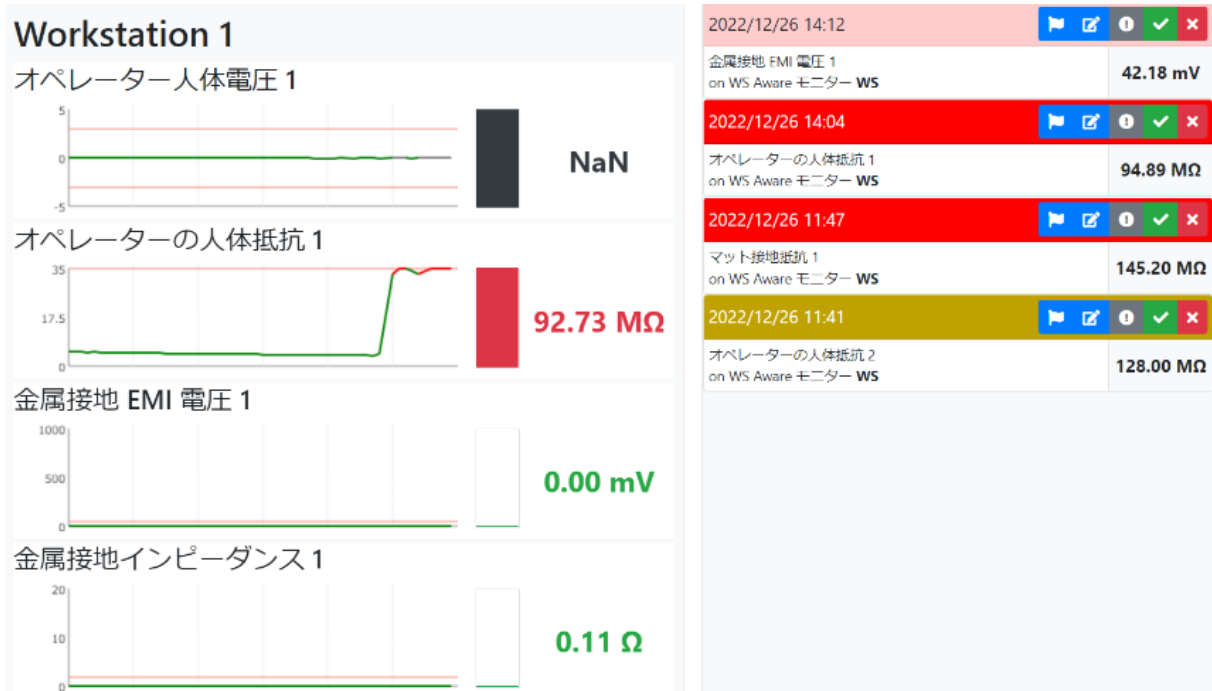 Workstation 1
オペレーター人体電圧 1
5
0
-5
NaN
オペレーターの人体抵抗 1
35
17.5
0
92.73 MΩ
金属接地 EMI 電圧 1
1000
500
0
0.00 mV
金属接地インピーダンス 1
20
10
0
0.11 Ω
2022/12/26 14:12
金属接地 EMI 電圧 1
on WS Aware モニター WS
42.18 mV
2022/12/26 14:04
オペレーターの人体抵抗 1
on WS Aware モニター WS
94.89 MΩ
2022/12/26 11:47
マット接地抵抗 1
on WS Aware モニター WS
145.20 MΩ
2022/12/26 11:41
オペレーターの人体抵抗 2
on WS Aware モニター WS
128.00 MΩ